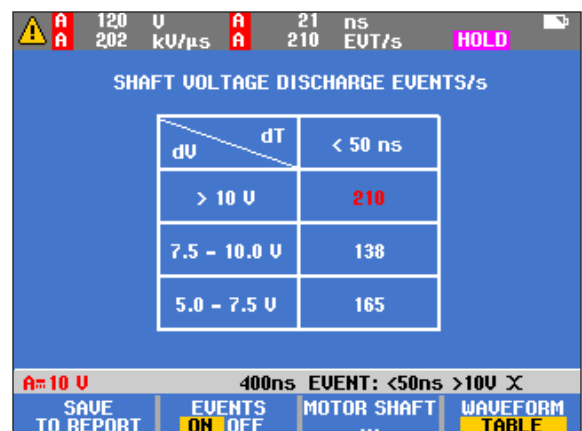 A 120 V A 21 ns
A 202 kV/µs A 210 EVT/s HOLD
SHAFT VOLTAGE DISCHARGE EVENTS/s
dV dT < 50 ns
> 10 V 210
7.5 - 10.0 V 138
5.0 - 7.5 V 165
A 10 V 400ns EVENT: <50ns >10V
SAVE TO REPORT EVENTS ON OFF MOTOR SHAFT ... WAVEFORM TABLE